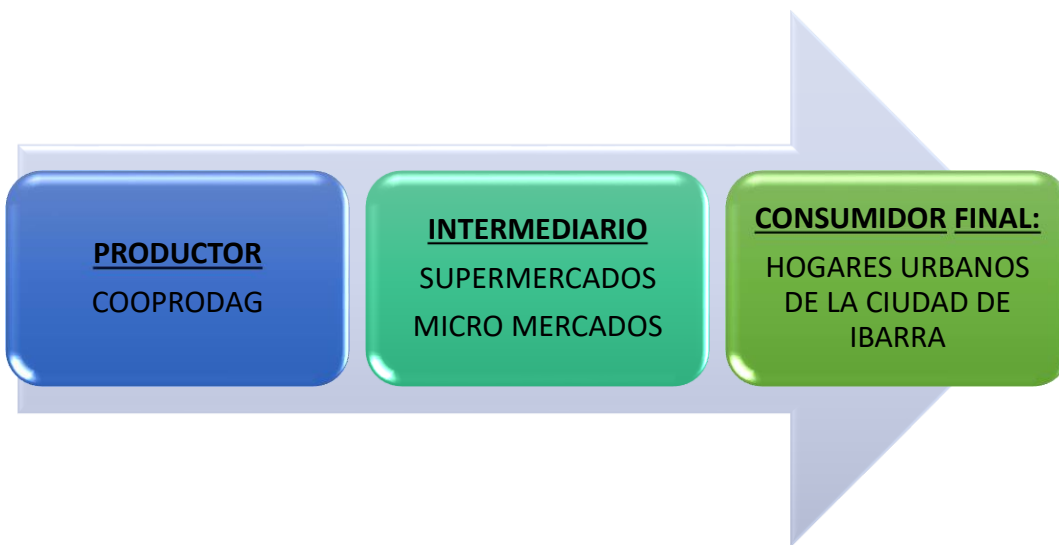 PRODUCTOR
COOPRODAG
INTERMEDIARIO
SUPERMERCADOS
MICRO MERCADOS
CONSUMIDOR FINAL:
HOGARES URBANOS
DE LA CIUDAD DE
IBARRA